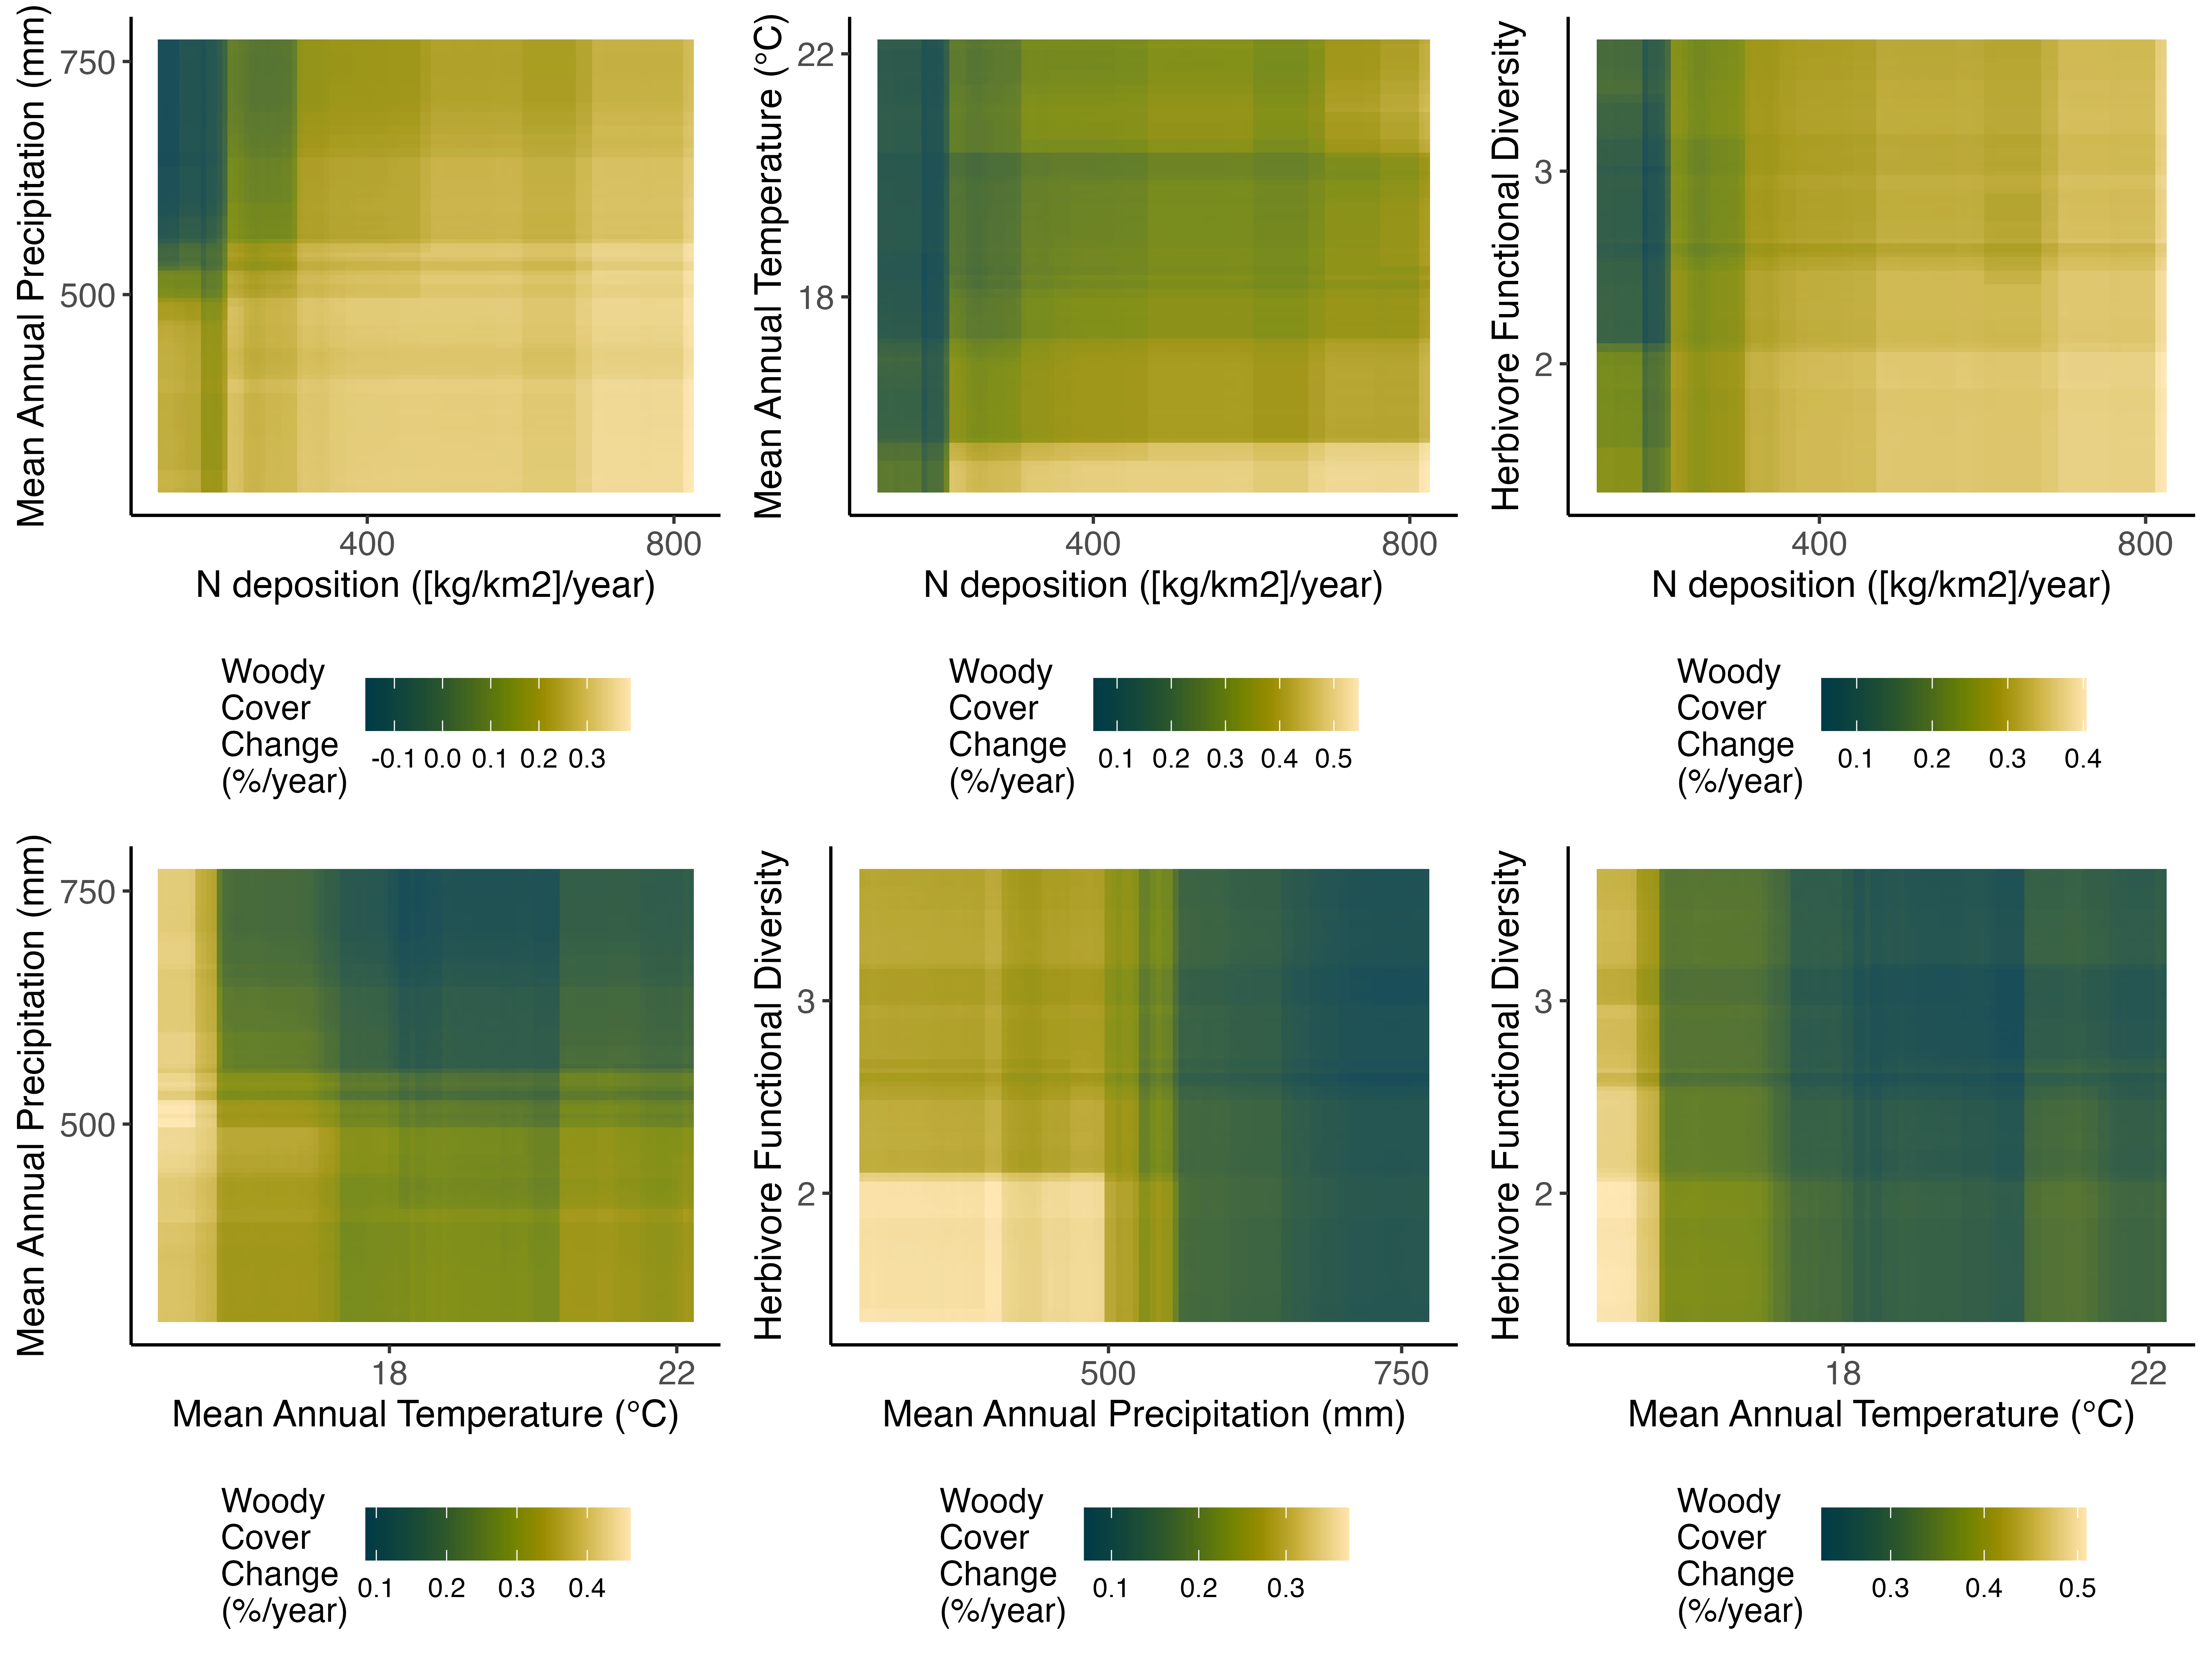 Mean Annual Precipitation (mm)
750
500
400 800
N deposition ([kg/km2]/year)
Woody
Cover
Change
(%/year)
-0.1 0.0 0.1 0.2 0.3
Mean Annual Temperature (°C)
22
18
400 800
N deposition ([kg/km2]/year)
Woody
Cover
Change
(%/year)
0.1 0.2 0.3 0.4 0.5
Herbivore Functional Diversity
3
2
400 800
N deposition ([kg/km2]/year)
Woody
Cover
Change
(%/year)
0.1 0.2 0.3 0.4
Mean Annual Precipitation (mm)
750
500
18 22
Mean Annual Temperature (°C)
Woody
Cover
Change
(%/year)
0.1 0.2 0.3 0.4
Herbivore Functional Diversity
3
2
500 750
Mean Annual Precipitation (mm)
Woody
Cover
Change
(%/year)
0.1 0.2 0.3
Herbivore Functional Diversity
3
2
18 22
Mean Annual Temperature (°C)
Woody
Cover
Change
(%/year)
0.3 0.4 0.5